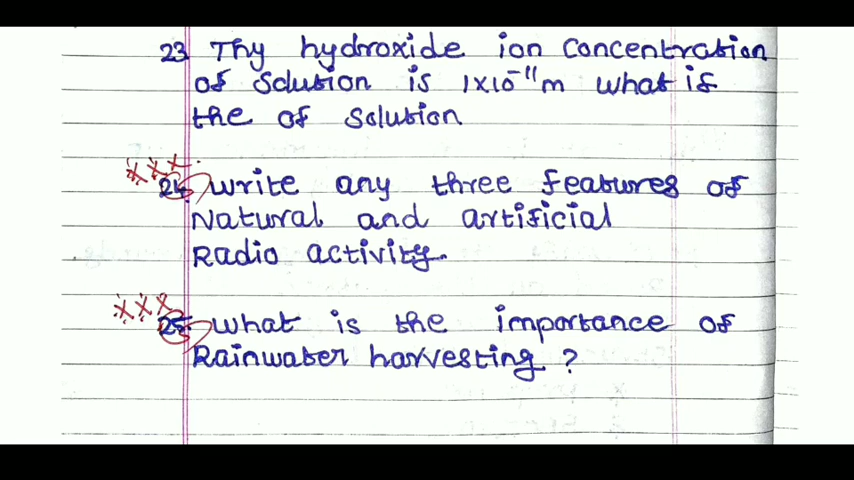 23 Thy hydroxide ion concentration
of solution is 1x10⁻¹¹m what is
the of solution
xxx
24. Write any three features of
Natural and artificial
Radio activity.
xxx
25. What is the importance of
Rainwater harvesting ?